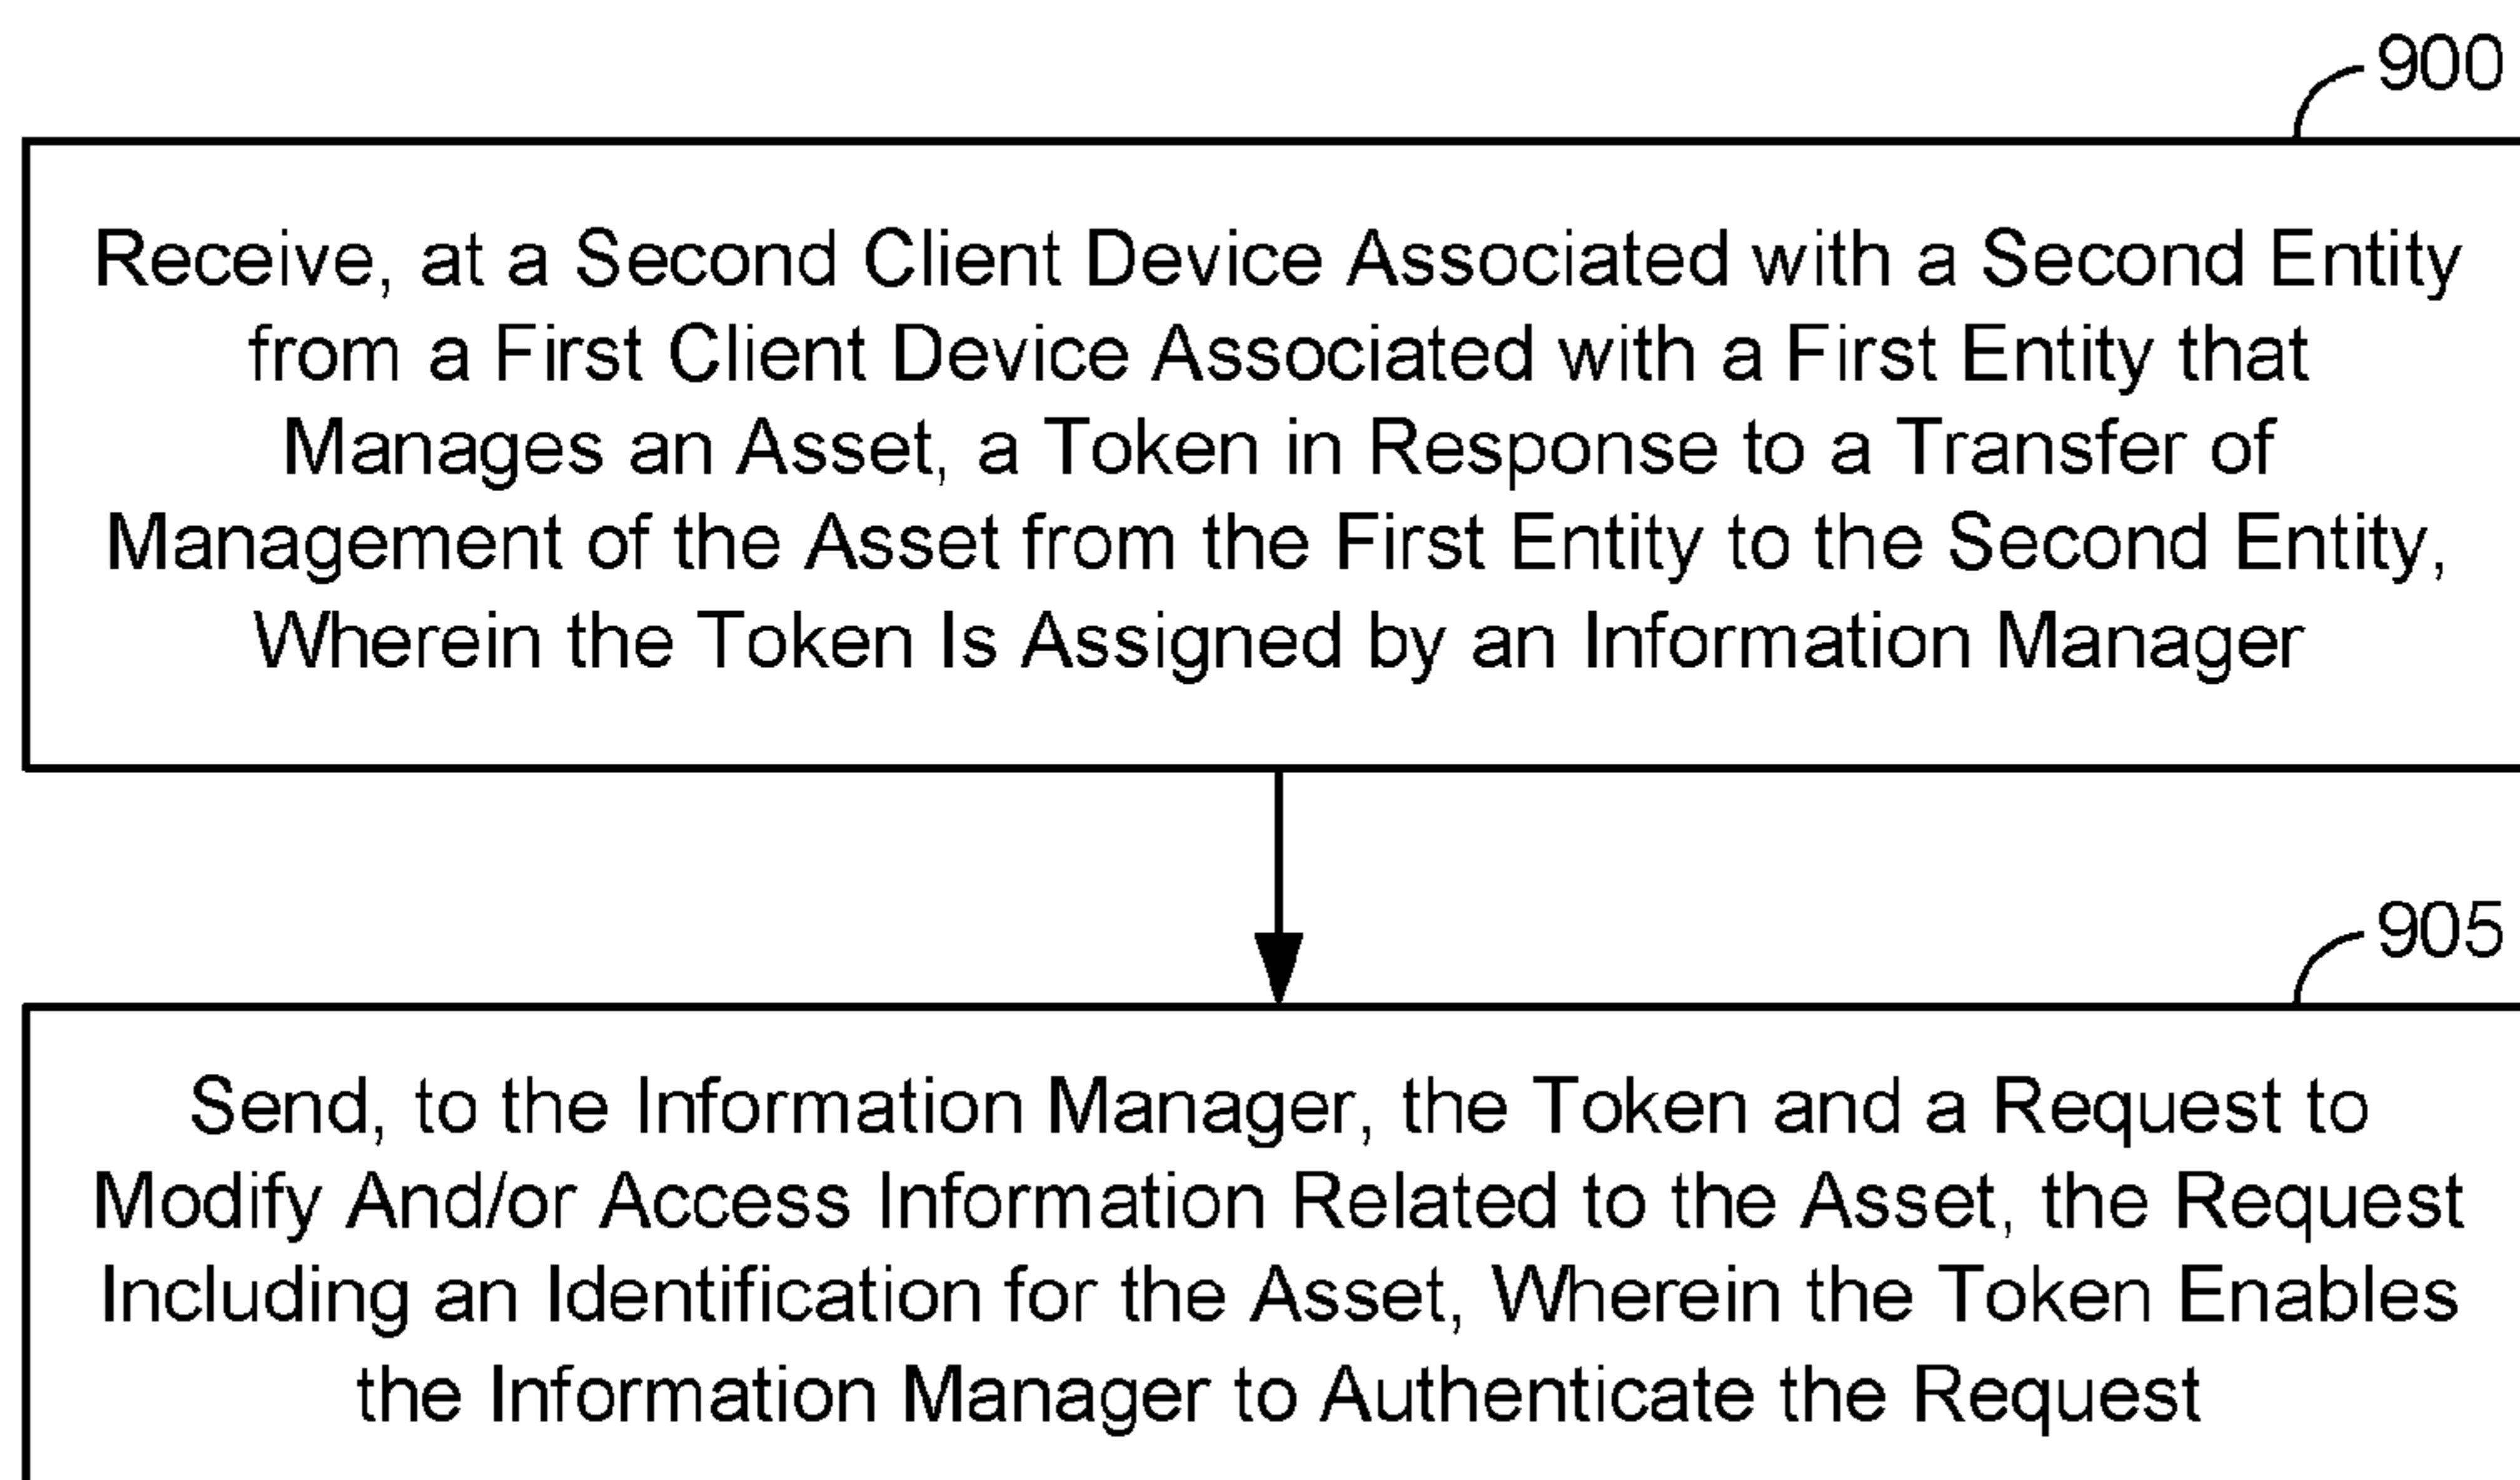 900
Receive, at a Second Client Device Associated with a Second Entity
from a First Client Device Associated with a First Entity that
Manages an Asset, a Token in Response to a Transfer of
Management of the Asset from the First Entity to the Second Entity,
Wherein the Token Is Assigned by an Information Manager
905
Send, to the Information Manager, the Token and a Request to
Modify And/or Access Information Related to the Asset, the Request
Including an Identification for the Asset, Wherein the Token Enables
the Information Manager to Authenticate the Request